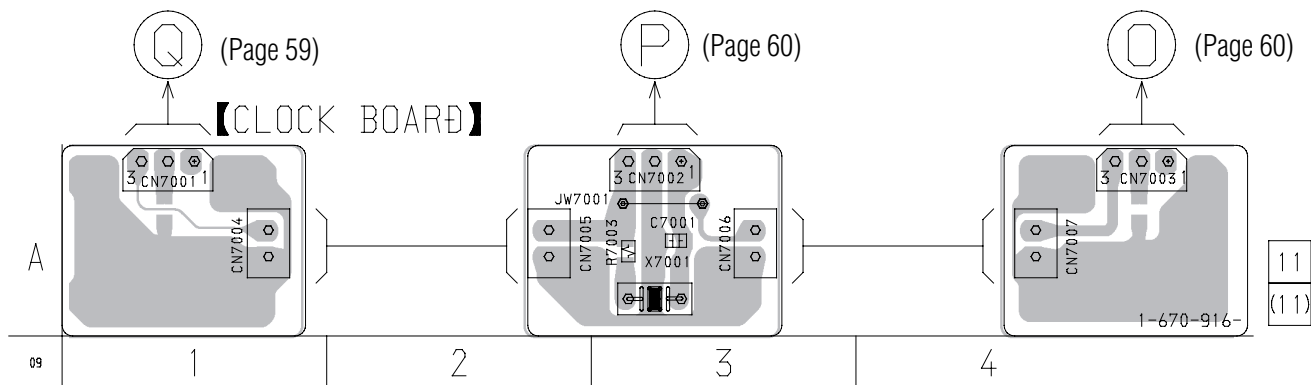 Q (Page 59)
P (Page 60)
O (Page 60)
【CLOCK BOARD】
3 CN7001 1
3 CN7002 1
3 CN7003 1
JW7001
CN7004
CN7005
R7003
C7001
X7001
CN7006
CN7007
A
11
(11)
1-670-916-
09 1 2 3 4